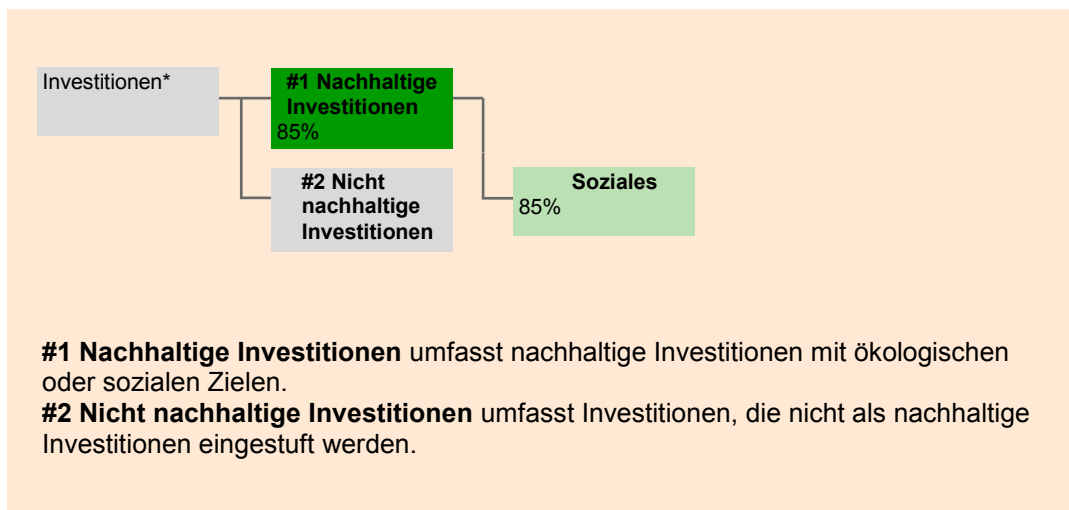 Investitionen*
#1 Nachhaltige
Investitionen
85%
#2 Nicht
nachhaltige
Investitionen
Soziales
85%
#1 Nachhaltige Investitionen umfasst nachhaltige Investitionen mit ökologischen
oder sozialen Zielen.
#2 Nicht nachhaltige Investitionen umfasst Investitionen, die nicht als nachhaltige
Investitionen eingestuft werden.